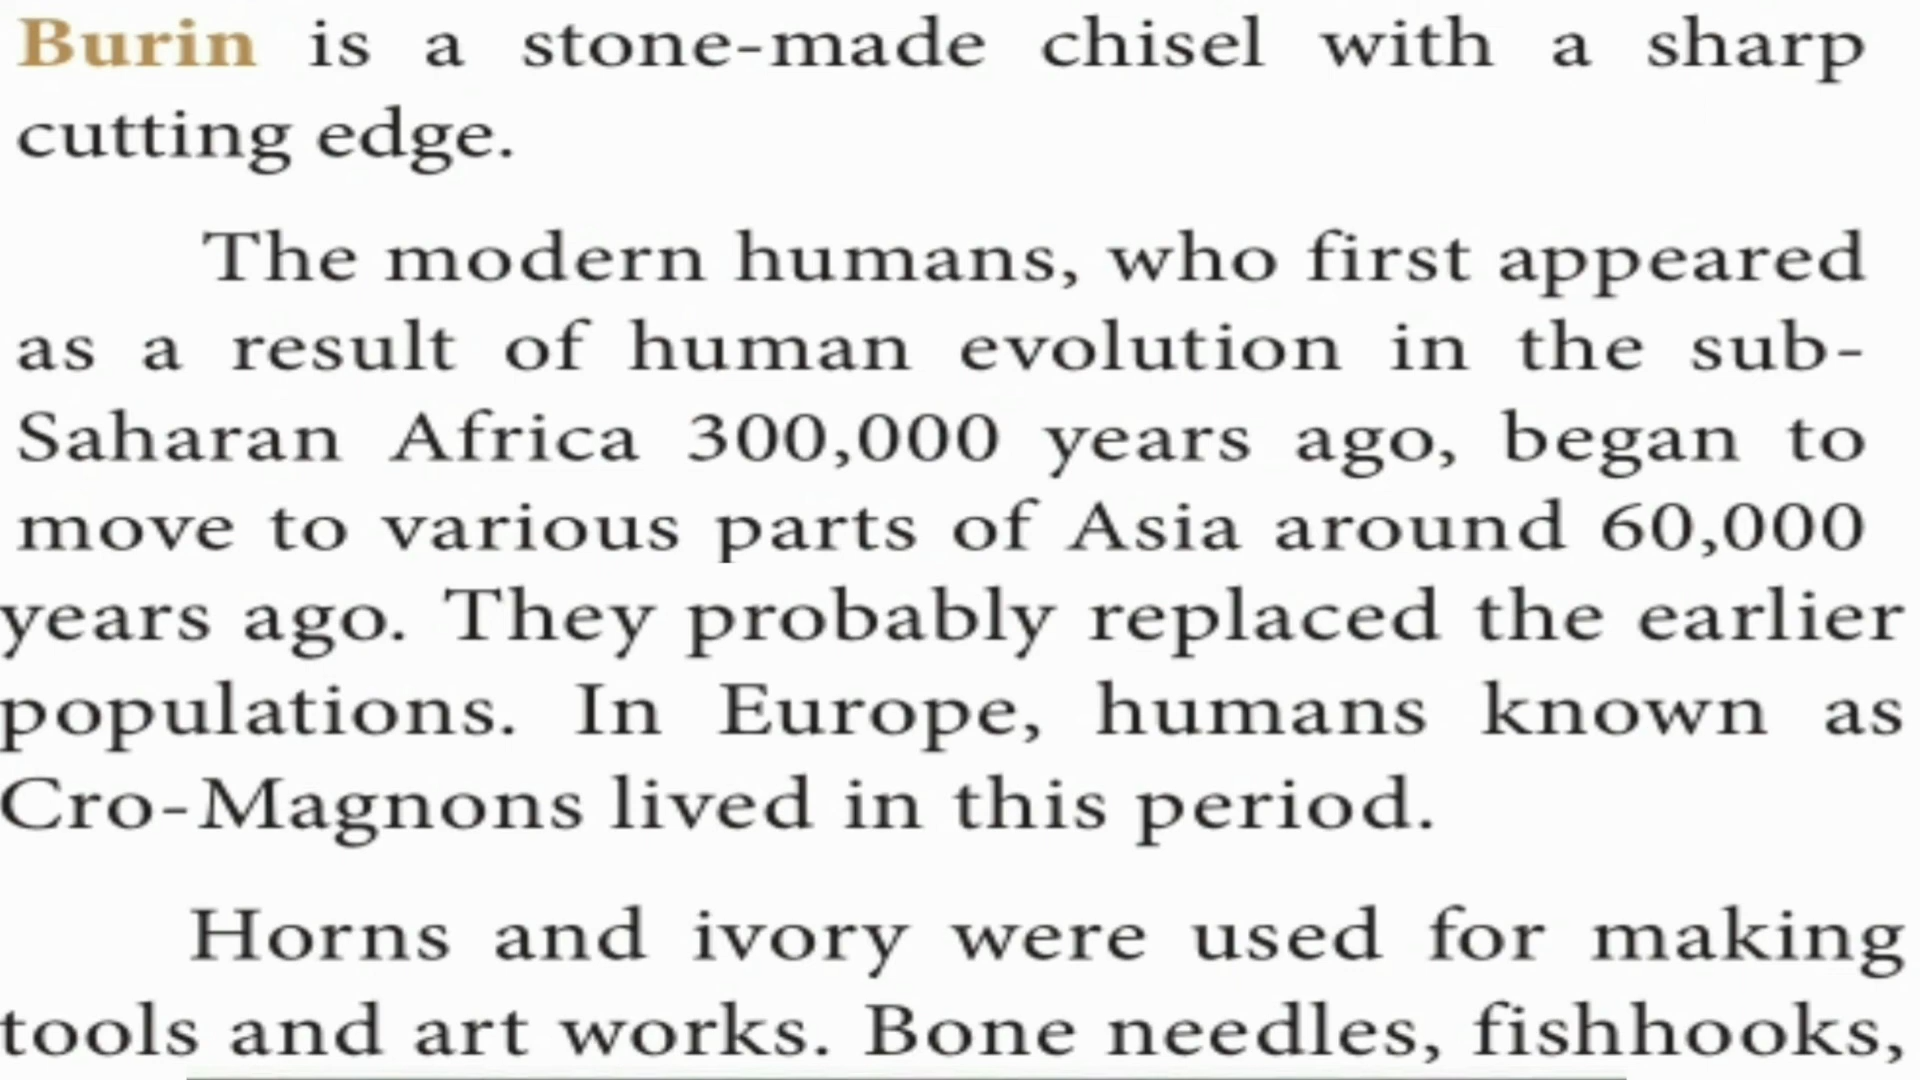 Burin is a stone-made chisel with a sharp
cutting edge.
The modern humans, who first appeared
as a result of human evolution in the sub-
Saharan Africa 300,000 years ago, began to
move to various parts of Asia around 60,000
years ago. They probably replaced the earlier
populations. In Europe, humans known as
Cro-Magnons lived in this period.
Horns and ivory were used for making
tools and art works. Bone needles, fishhooks,